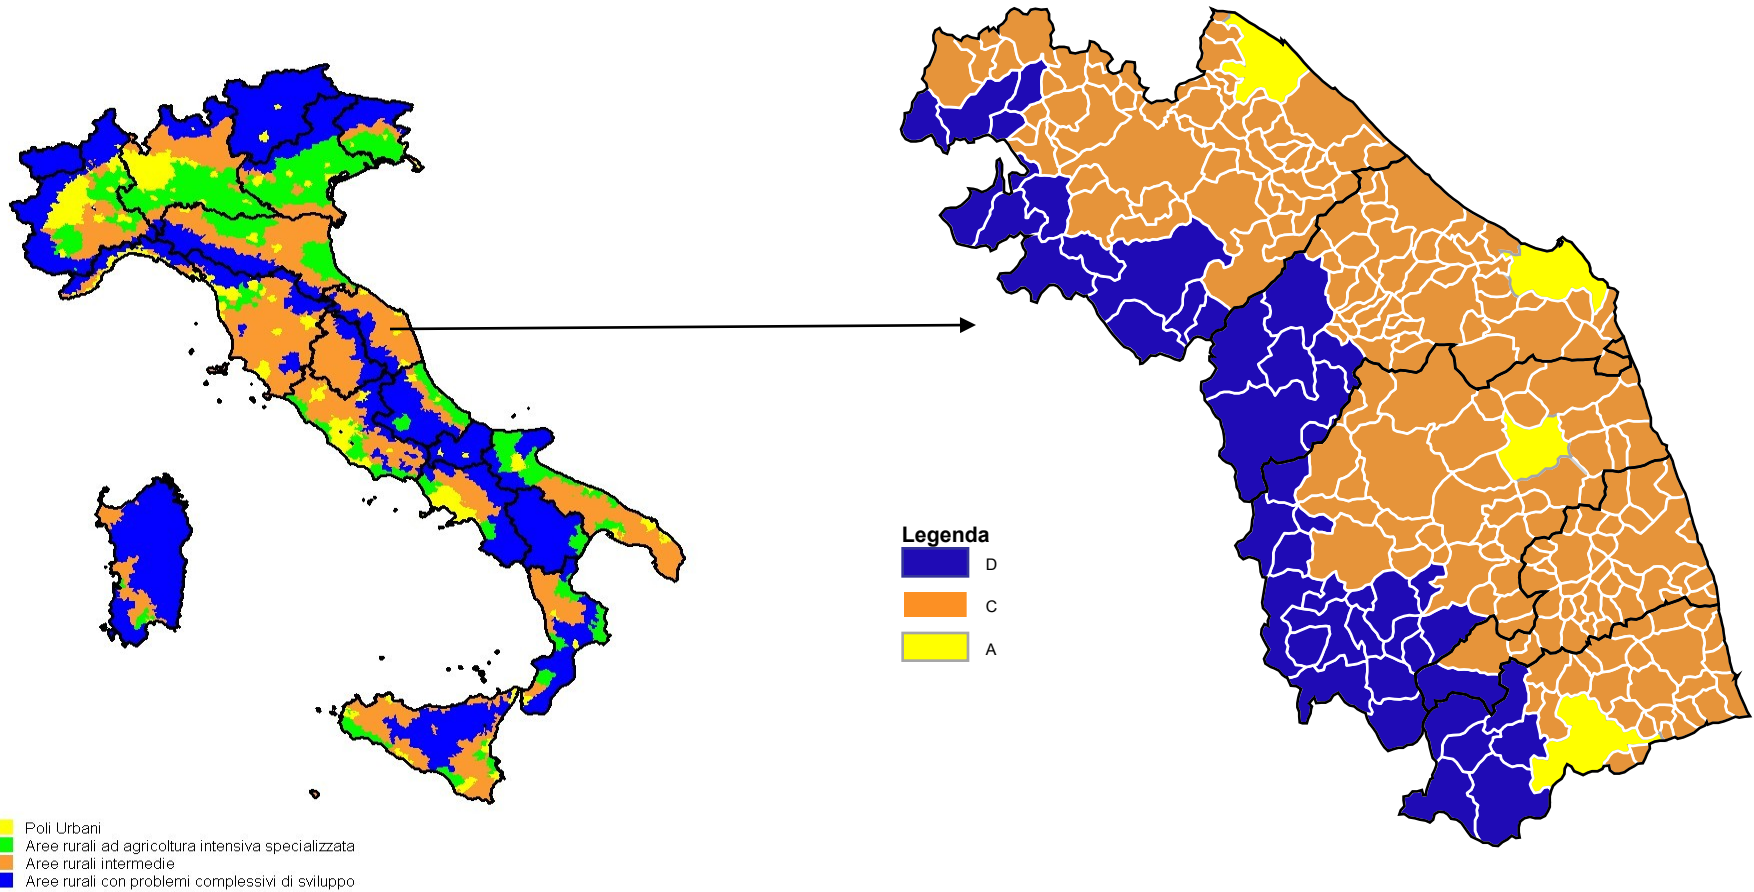 Legenda
D
C
A
Poli Urbani
Aree rurali ad agricoltura intensiva specializzata
Aree rurali intermedie
Aree rurali con problemi complessivi di sviluppo